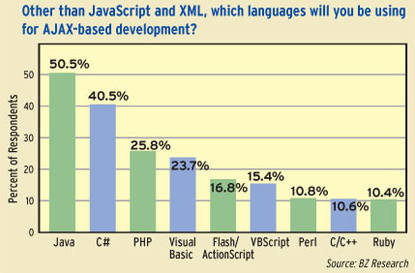 Other than JavaScript and XML, which languages will you be using
for AJAX-based development?
Percent of Respondents
50
40
30
20
10
0
50.5%
40.5%
25.8%
23.7%
16.8%
15.4%
10.8%
10.6%
10.4%
Java
C#
PHP
Visual
Basic
Flash/
ActionScript
VBScript
Perl
C/C++
Ruby
Source: BZ Research